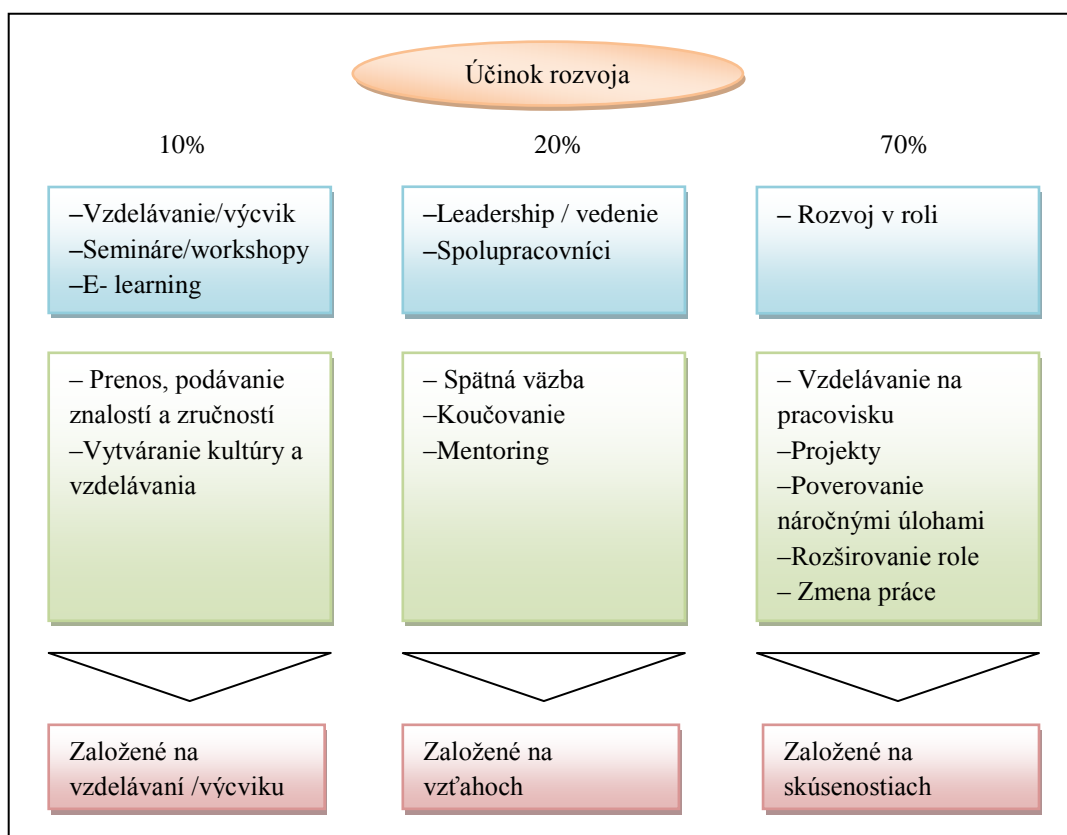 Účinok rozvoja
10%
20%
70%
–Vzdelávanie/výcvik
–Semináre/workshopy
–E- learning
–Leadership / vedenie
–Spolupracovníci
– Rozvoj v roli
– Prenos, podávanie
znalostí a zručností
–Vytváranie kultúry a
vzdelávania
– Spätná väzba
–Koučovanie
–Mentoring
– Vzdelávanie na
pracovisku
–Projekty
–Poverovanie
náročnými úlohami
–Rozširovanie role
– Zmena práce
Založené na
vzdelávaní /výcviku
Založené na
vzťahoch
Založené na
skúsenostiach